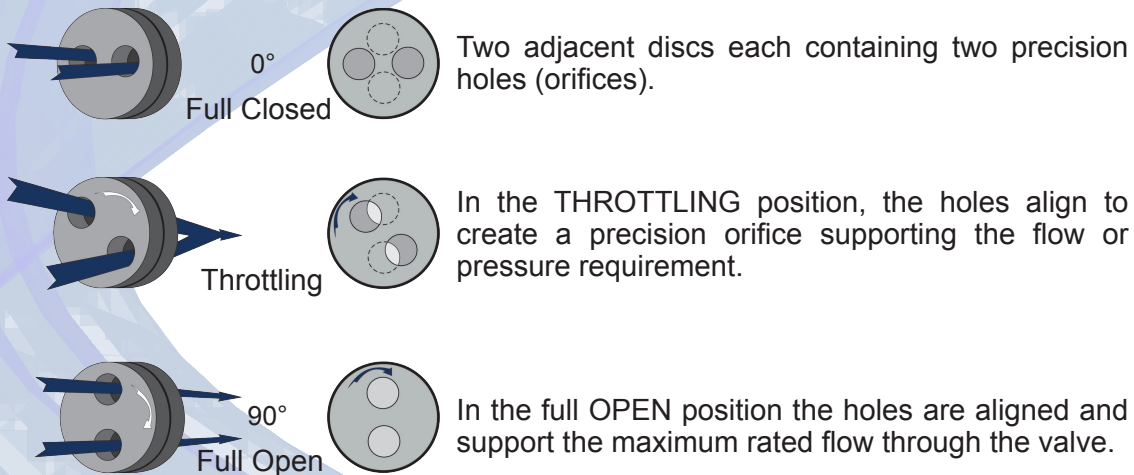 0°
Full Closed
Two adjacent discs each containing two precision
holes (orifices).
Throttling
In the THROTTLING position, the holes align to
create a precision orifice supporting the flow or
pressure requirement.
90°
Full Open
In the full OPEN position the holes are aligned and
support the maximum rated flow through the valve.